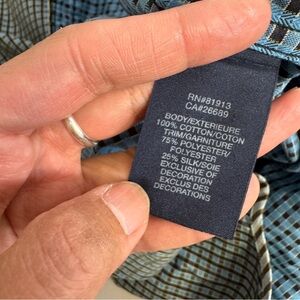 RN#81913
CA#26689
BODY/EXTERIEURE
100% COTTON/COTON
TRIM/GARNITURE
75% POLYESTER/
POLYESTER
25% SILK/SOIE
EXCLUSIVE OF
DECORATION
EXCLUS DES
DECORATIONS